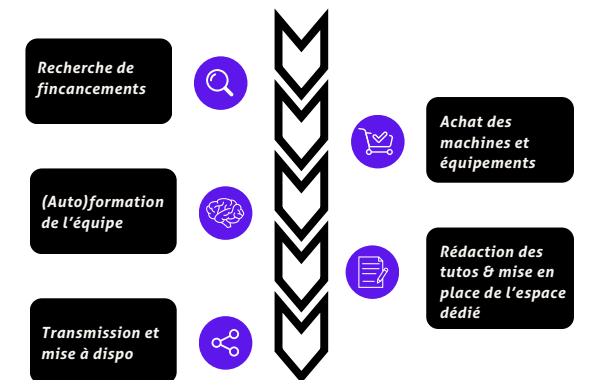 Recherche de
fincancements
Achat des
machines et
équipements
(Auto)formation
de l'équipe
Rédaction des
tutos & mise en
place de l'espace
dédié
Transmission et
mise à dispo